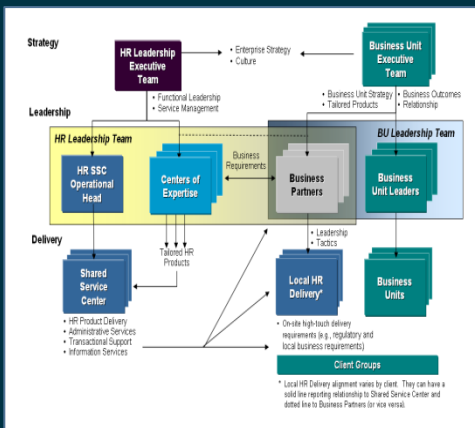 Strategy
HR Leadership
Executive
Team
• Enterprise Strategy
• Culture
Business Unit
Executive
Team
• Functional Leadership
• Service Management
• Business Unit Strategy
• Tailored Products
• Business Outcomes
• Relationship
Leadership
HR Leadership Team
BU Leadership Team
HR SSC
Operational
Head
Centers of
Expertise
Business
Requirements
Business
Partners
Business
Unit Leaders
Delivery
Tailored HR
Products
• Leadership
• Tactics
Shared
Service
Center
Local HR
Delivery*
Business
Units
• HR Product Delivery
• Administrative Services
• Transactional Support
• Information Services
• On-site high-touch delivery
requirements (e.g., regulatory and
local business requirements)
Client Groups
* Local HR Delivery alignment varies by client. They can have a
solid line reporting relationship to Shared Service Center and
dotted line to Business Partners (or vice versa).